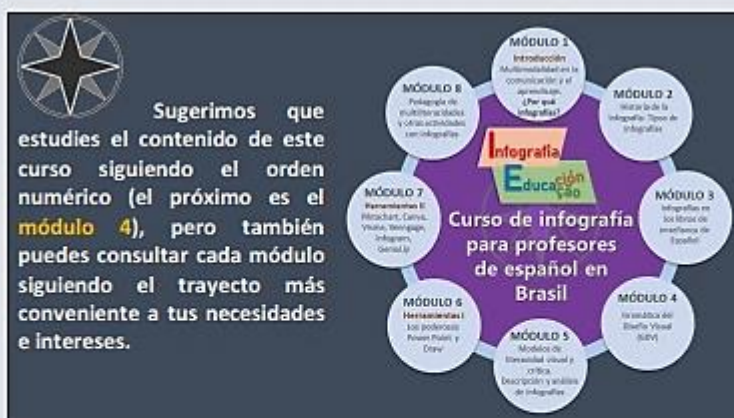 Sugerimos que
estudies el contenido de este
curso siguiendo el orden
numérico (el próximo es el
módulo 4), pero también
puedes consultar cada módulo
siguiendo el trayecto más
conveniente a tus necesidades
e intereses.
MÓDULO 1
Introducción
Multimodalidad en la
comunicación y el
aprendizaje.
¿Por qué
infografías?
MÓDULO 2
Historia de la
infografía: Tipos de
infografías
MÓDULO 3
Infografías en
los libros de
enseñanza de
Español
MÓDULO 4
Gramática del
Diseño Visual
(GDV)
MÓDULO 5
Modelos de
literacidad visual y
crítica.
Descripción y análisis
de infografías
MÓDULO 6
Herramientas I
Los poderosos
Power Point y
Draw
MÓDULO 7
Herramientas II
Canva,
Infogram,
Genial.ly
MÓDULO 8
Pedagogía de
multiliteracidades
y otras actividades
con infografías
Infografía
Educación
ção
Curso de infografía
para profesores
de español en
Brasil